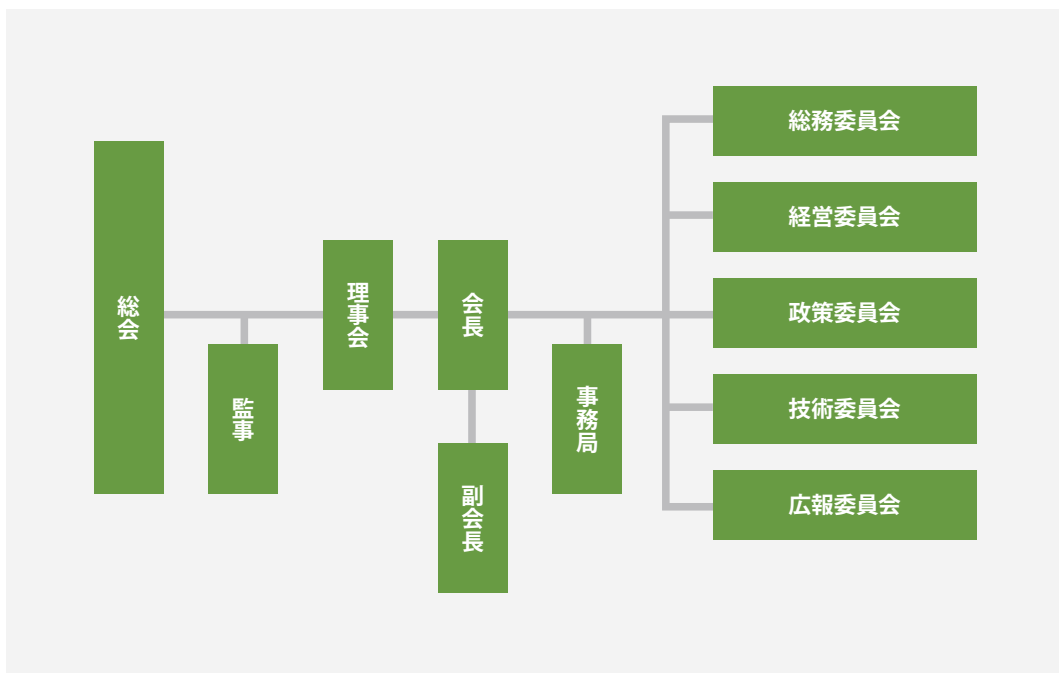 総会
監事
理事会
会長
副会長
事務局
総務委員会
経営委員会
政策委員会
技術委員会
広報委員会